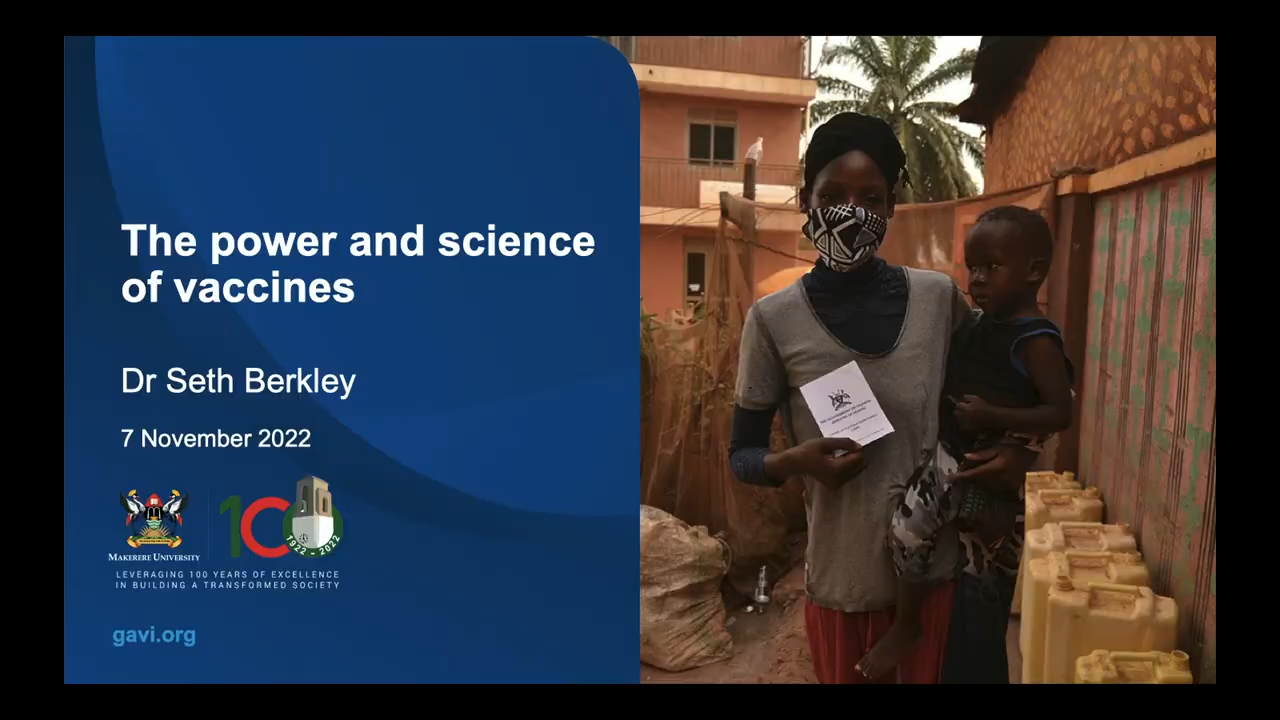 The power and science
of vaccines
Dr Seth Berkley
7 November 2022
MAKERERE UNIVERSITY
100
1922 - 2022
LEVERAGING 100 YEARS OF EXCELLENCE
IN BUILDING A TRANSFORMED SOCIETY
gavi.org